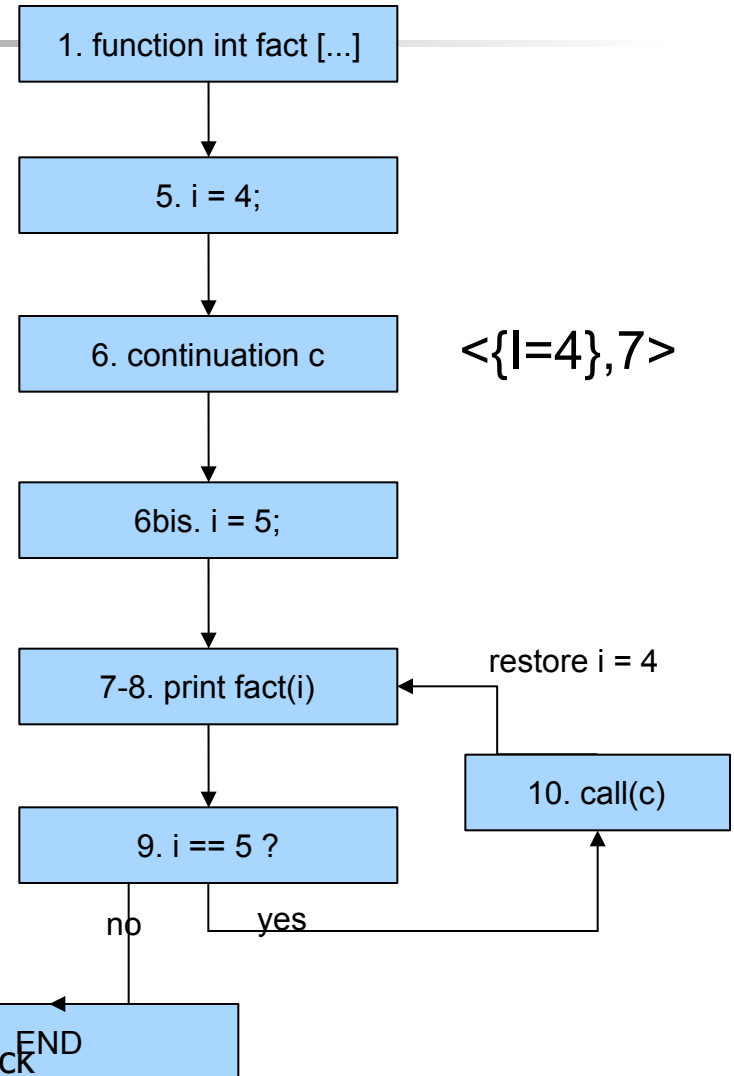 1. function int fact [...]
5. i = 4;
6. continuation c
<{I=4},7>
6bis. i = 5;
7-8. print fact(i)
restore i = 4
10. call(c)
9. i == 5 ?
no
yes
END
ck